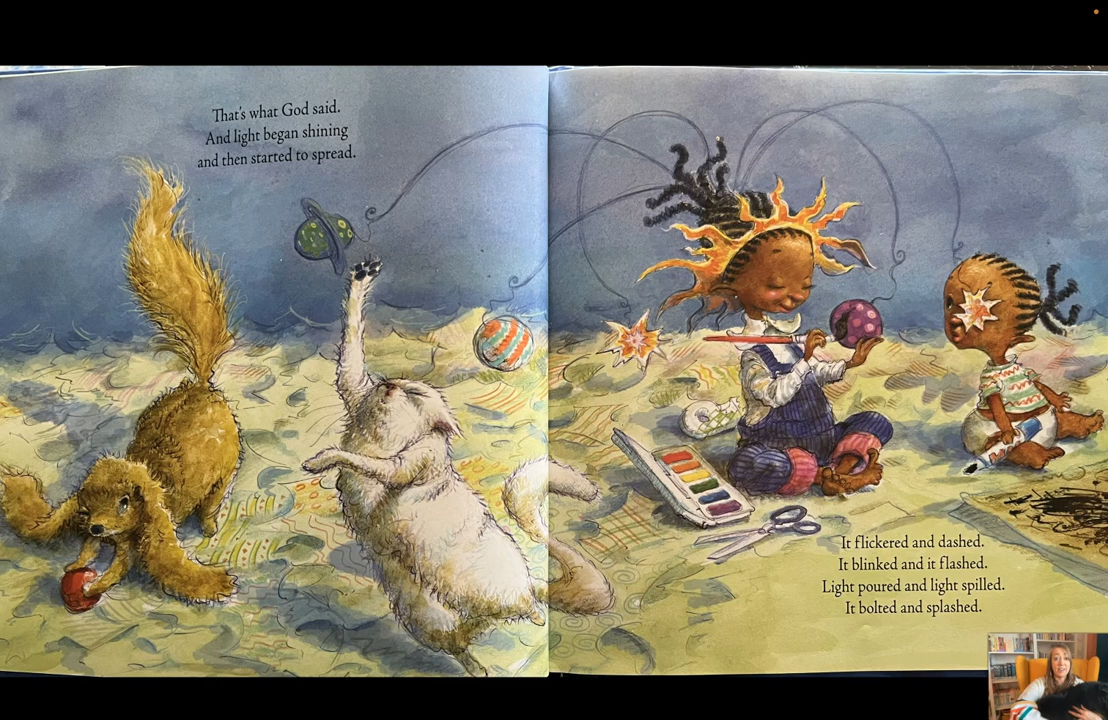 That's what God said.
And light began shining
and then started to spread.
It flickered and dashed.
It blinked and it flashed.
Light poured and light spilled.
It bolted and splashed.